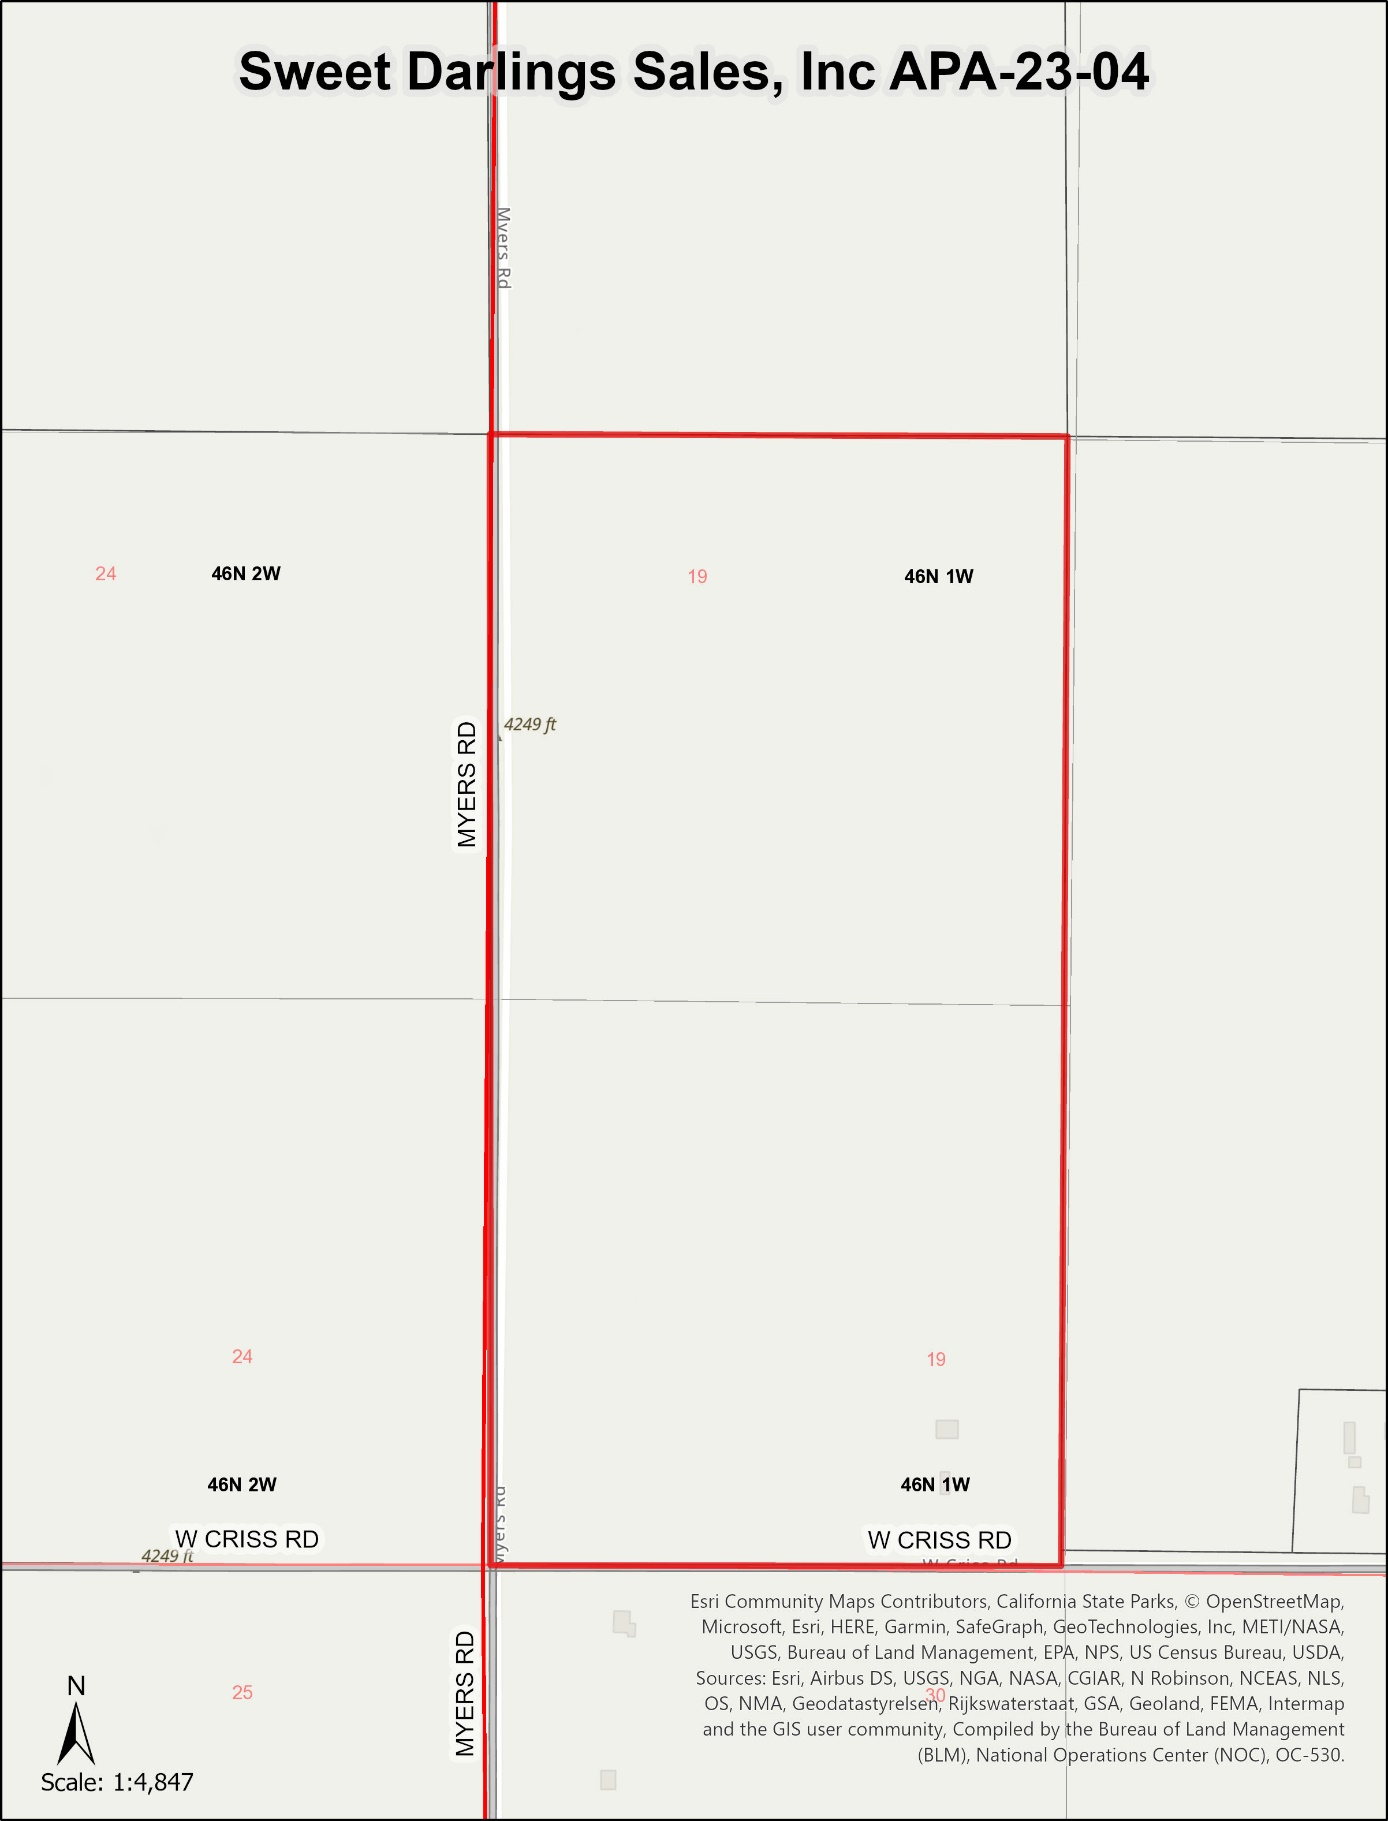 Sweet Darlings Sales, Inc APA-23-04
Myers Rd
24
46N 2W
19
46N 1W
4249 ft
MYERS RD
24
19
46N 2W
46N 1W
Myers Rd
W CRISS RD
W CRISS RD
4249 ft
W Criss Rd
Esri Community Maps Contributors, California State Parks, © OpenStreetMap,
Microsoft, Esri, HERE, Garmin, SafeGraph, GeoTechnologies, Inc, METI/NASA,
USGS, Bureau of Land Management, EPA, NPS, US Census Bureau, USDA,
Sources: Esri, Airbus DS, USGS, NGA, NASA, CGIAR, N Robinson, NCEAS, NLS,
OS, NMA, Geodatastyrelsen, Rijkswaterstaat, GSA, Geoland, FEMA, Intermap
and the GIS user community, Compiled by the Bureau of Land Management
(BLM), National Operations Center (NOC), OC-530.
MYERS RD
25
30
N
Scale: 1:4,847